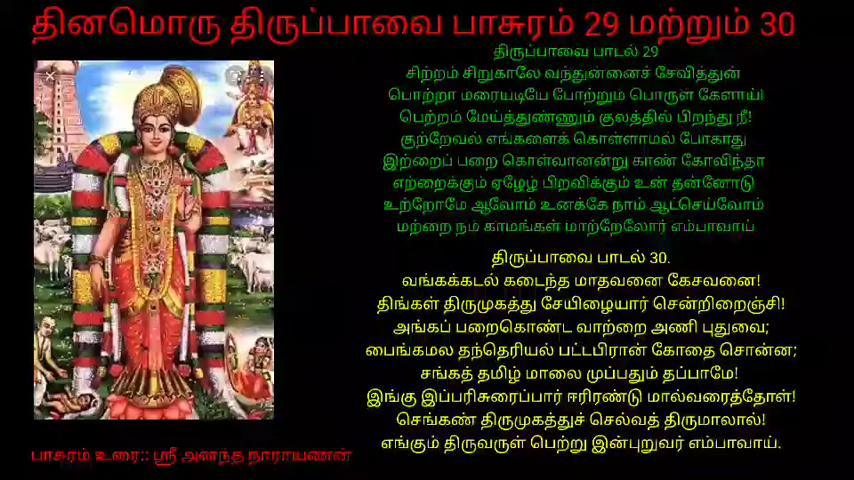 தினமொரு திருப்பாவை பாசுரம் 29 மற்றும் 30
திருப்பாவை பாடல் 29
சிற்றம் சிறுகாலே வந்துன்னைச் சேவித்துன்
பொற்றா மரையடியே போற்றும் பொருள் கேளாய்!
பெற்றம் மேய்த்துண்ணும் குலத்தில் பிறந்து நீ!
குற்றேவல் எங்களைக் கொள்ளாமல் போகாது
இற்றைப் பறை கொள்வானன்று காண் கோவிந்தா
எற்றைக்கும் ஏழேழ் பிறவிக்கும் உன் தன்னோடு
உற்றோமே ஆவோம் உனக்கே நாம் ஆட்செய்வோம்
மற்றை நம் காமங்கள் மாற்றேலோர் எம்பாவாய்
திருப்பாவை பாடல் 30.
வங்கக்கடல் கடைந்த மாதவனை கேசவனை!
திங்கள் திருமுகத்து சேயிழையார் சென்றிறைஞ்சி!
அங்கப் பறைகொண்ட வாற்றை அணி புதுவை;
பைங்கமல தந்தெரியல் பட்டபிரான் கோதை சொன்ன;
சங்கத் தமிழ் மாலை முப்பதும் தப்பாமே!
இங்கு இப்பரிசுரைப்பார் ஈரிரண்டு மால்வரைத்தோள்!
செங்கண் திருமுகத்துச் செல்வத் திருமாலால்!
எங்கும் திருவருள் பெற்று இன்புறுவர் எம்பாவாய்.
பாசுரம் உரை:: ஸ்ரீ அனந்த நாராயணன்